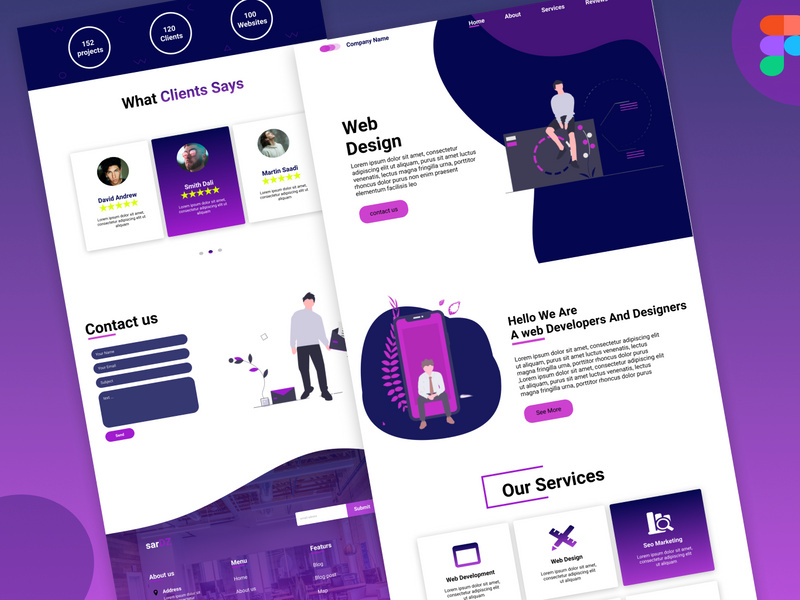 152
projects
120
Clients
100
Websites
What Clients Says
David Andrew
Lorem ipsum dolor sit amet,
consectetur adipiscing elit ut
aliquam
Smith Dali
Lorem ipsum dolor sit amet,
consectetur adipiscing elit ut
aliquam
Martin Saadi
Lorem ipsum dolor sit amet,
consectetur adipiscing elit ut
aliquam
Contact us
Your Name
Your Email
Subject
text ...
Send
Submit
About us
Address
Menu
Home
About us
Featurs
Blog
Blog post
Map
Company Name
Home
About
Services
Reviews
Web
Design
Lorem ipsum dolor sit amet, consectetur
adipiscing elit ut aliquam, purus sit amet luctus
venenatis, lectus magna fringilla urna, porttitor
rhoncus dolor purus non enim praesent
elementum facilisis leo
contact us
Hello We Are
A web Developers And Designers
Lorem ipsum dolor sit amet, consectetur adipiscing elit
ut aliquam, purus sit amet luctus venenatis, lectus
magna fringilla urna, porttitor rhoncus dolor purus
,Lorem ipsum dolor sit amet, consectetur adipiscing elit
ut aliquam, purus sit amet luctus venenatis, lectus
magna fringilla urna, porttitor rhoncus dolor purus
See More
Our Services
Web Development
Lorem ipsum dolor sit amet,
consectetur adipiscing elit ut
aliquam
Web Design
Lorem ipsum dolor sit amet,
consectetur adipiscing elit ut
aliquam
Seo Marketing
Lorem ipsum dolor sit amet,
consectetur adipiscing elit ut
aliquam